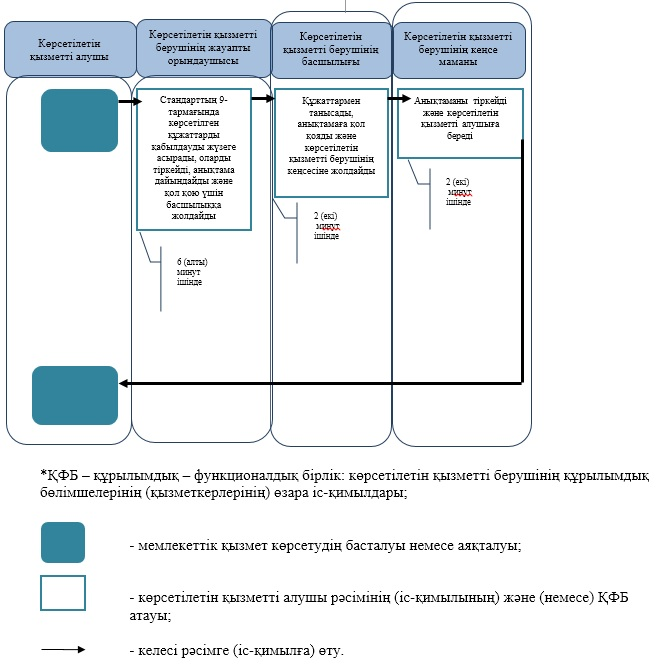 Көрсетілетін
қызметті алушы
Көрсетілетін қызметті
берушінің жауапты
орындаушысы
Көрсетілетін
қызметті берушінің
басшылығы
Көрсетілетін қызметті
берушінің кеңсе
маманы
Стандарттың 9-
тармағында
көрсетілген
құжаттарды
қабылдауды жүзеге
асырады, оларды
тіркейді, анықтама
дайындайды және
қол қою үшін
басшылыққа
жолдайды
Құжаттармен
танысады,
анықтамаға қол
қояды және
көрсетілетін
қызметті берушінің
кеңсесіне жолдайды
Анықтаманы тіркейді
және көрсетілетін
қызметті алушыға
береді
6 (алты)
минут
ішінде
2 (екі)
минут
ішінде
2 (екі)
минут
ішінде
*ҚФБ – құрылымдық – функционалдық бірлік: көрсетілетін қызметті берушінің құрылымдық
бөлімшелерінің (қызметкерлерінің) өзара іс-қимылдары;
- мемлекеттік қызмет көрсетудің басталуы немесе аяқталуы;
- көрсетілетін қызметті алушы рәсімінің (іс-қимылының) және (немесе) ҚФБ
атауы;
- келесі рәсімге (іс-қимылға) өту.